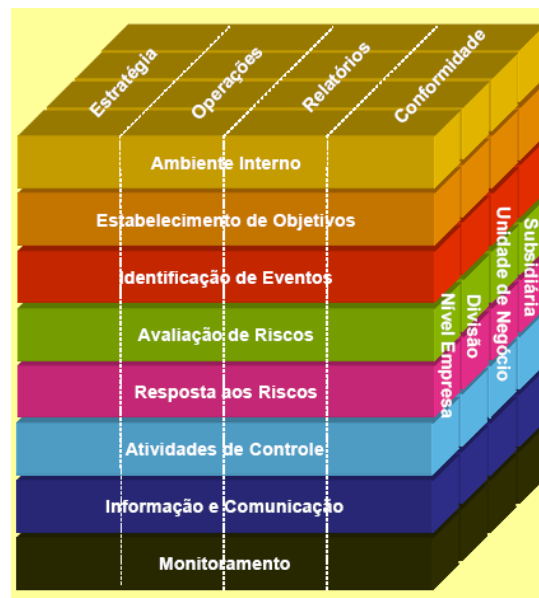 Estratégia
Operações
Relatórios
Conformidade
Ambiente Interno
Estabelecimento de Objetivos
Identificação de Eventos
Avaliação de Riscos
Resposta aos Riscos
Atividades de Controle
Informação e Comunicação
Monitoramento
Nível Empresa
Divisão
Unidade de Negócio
Subsidiária